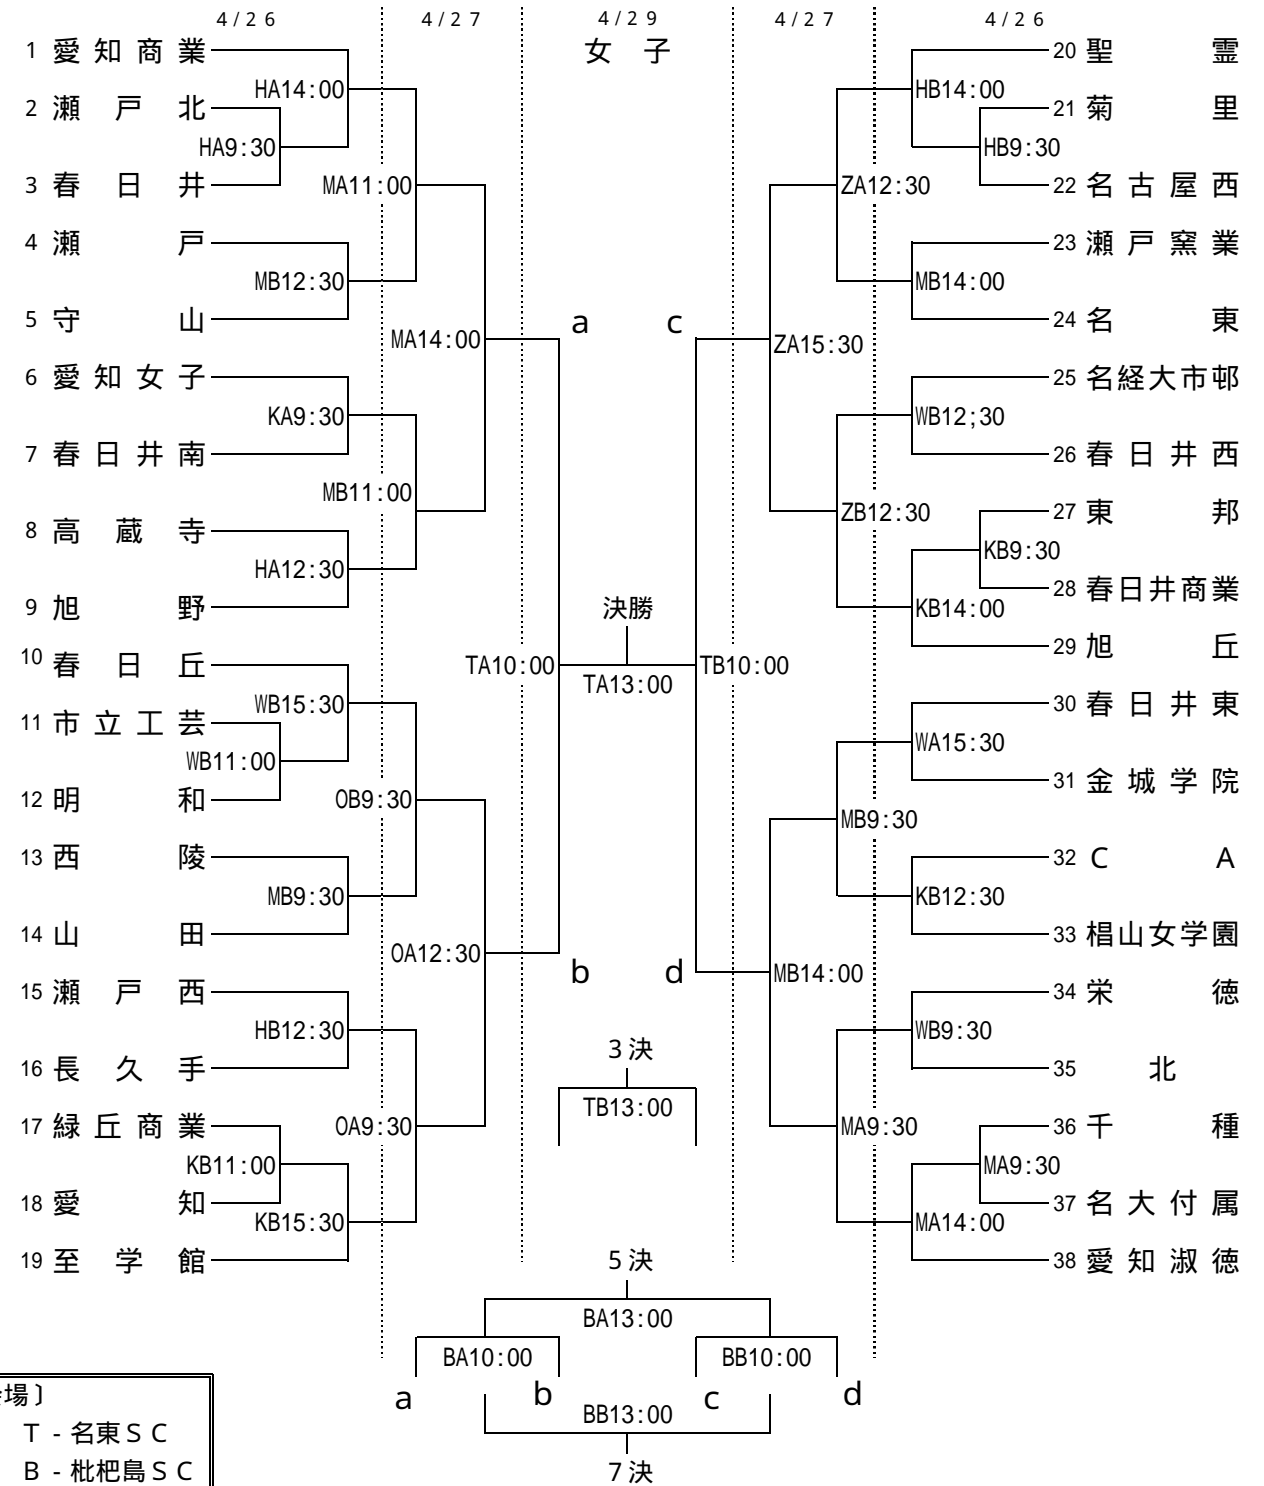 4/26 4/27 4/29 4/27 4/26
女子
1 愛知商業
HA14:00
2 瀬戸北
HA9:30
3 春日井
MA11:00
4 瀬戸
MB12:30
5 守山
MA14:00
6 愛知女子
KA9:30
7 春日井南
MB11:00
8 高蔵寺
HA12:30
9 旭野
10 春日丘
WB15:30
11 市立工芸
WB11:00
12 明和
OB9:30
13 西陵
MB9:30
14 山田
OA12:30
15 瀬戸西
HB12:30
16 長久手
17 緑丘商業
OA9:30
KB11:00
18 愛知
KB15:30
19 至学館
a c
決勝
TA10:00 TA13:00 TB10:00
b d
3決
TB13:00
20 聖霊
HB14:00
21 菊里
HB9:30
22 名古屋西
ZA12:30
23 瀬戸窯業
MB14:00
24 名東
ZA15:30
25 名経大市邨
WB12;30
26 春日井西
ZB12:30
27 東邦
KB9:30
28 春日井商業
KB14:00
29 旭丘
30 春日井東
WA15:30
31 金城学院
MB9:30
32 CA
KB12:30
33 椙山女学園
MB14:00
34 栄徳
WB9:30
35 北
36 千種
MA9:30
MA9:30
37 名大付属
MA14:00
38 愛知淑徳
5決
BA13:00
BA10:00 BB10:00
a b c d
BB13:00
7決
場〕
T - 名東SC
B - 枇杷島SC